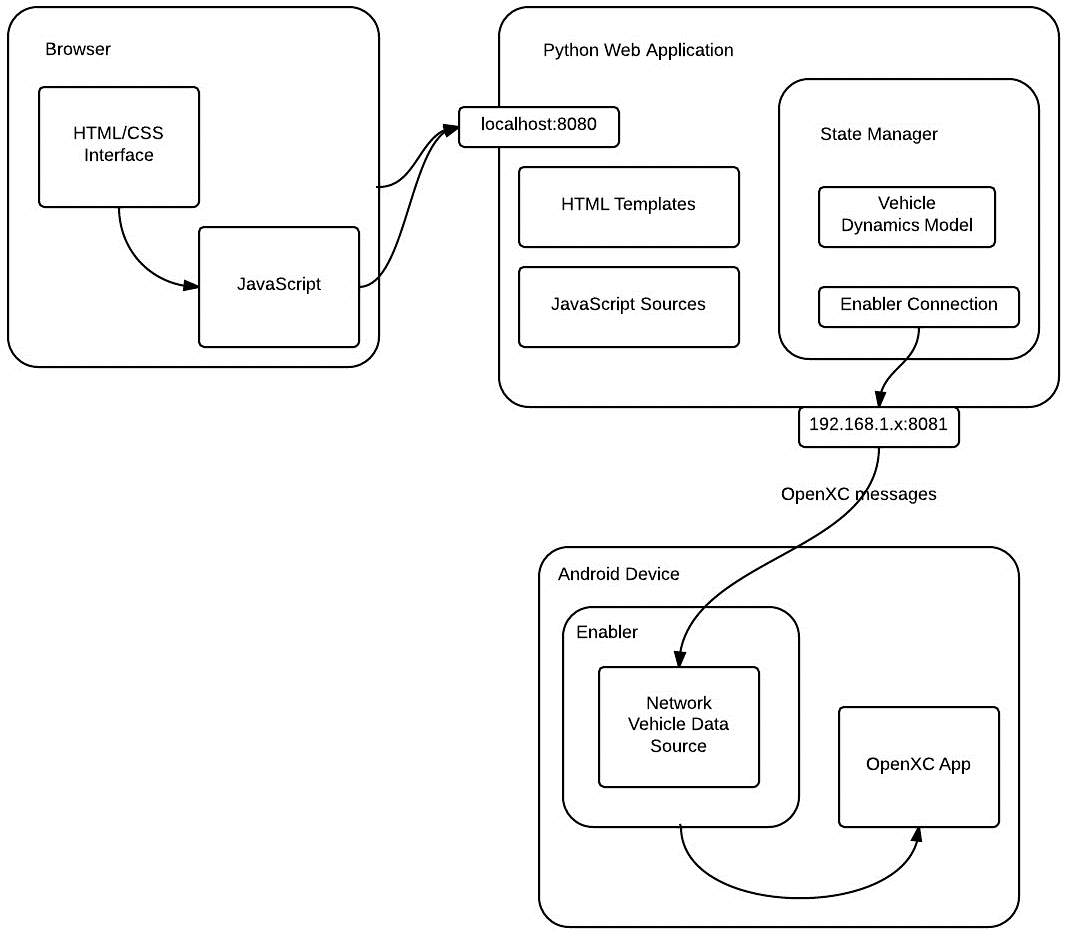 Browser
HTML/CSS
Interface
JavaScript
Python Web Application
localhost:8080
HTML Templates
JavaScript Sources
State Manager
Vehicle
Dynamics Model
Enabler Connection
192.168.1.x:8081
OpenXC messages
Android Device
Enabler
Network
Vehicle Data
Source
OpenXC App